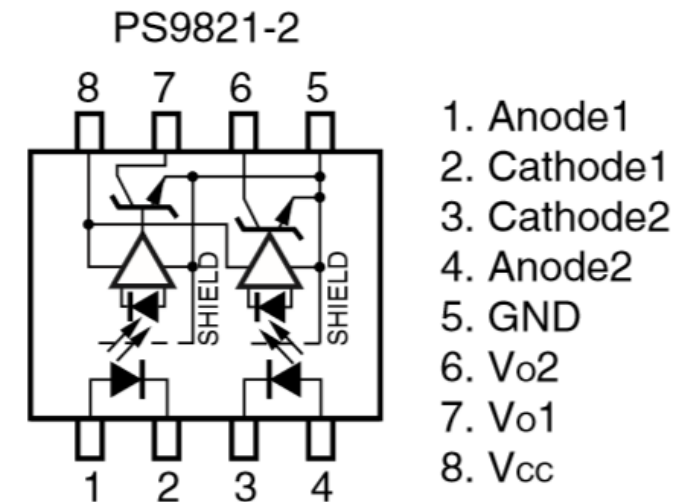 PS9821-2
8 7 6 5
SHIELD SHIELD
1 2 3 4
1. Anode1
2. Cathode1
3. Cathode2
4. Anode2
5. GND
6. Vo2
7. Vo1
8. Vcc